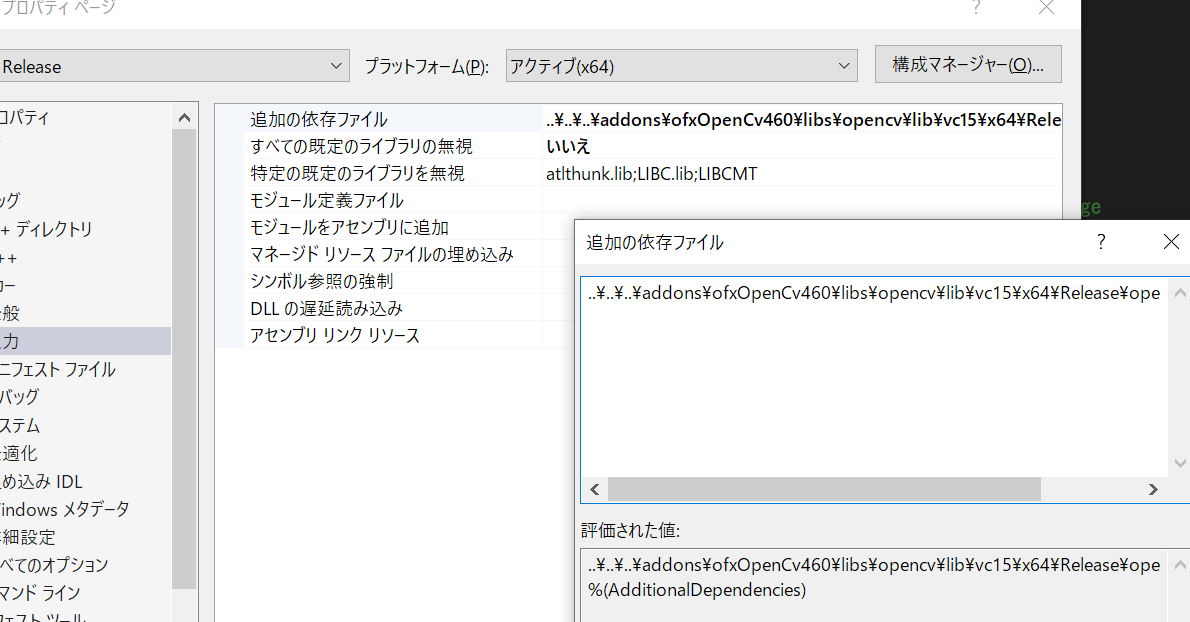 プロパティ ページ
?
Release
プラットフォーム(P):
アクティブ(x64)
構成マネージャー(O)...
追加の依存ファイル
..¥..¥..¥addons¥ofxOpenCv460¥libs¥opencv¥lib¥vc15¥x64¥Rele
すべての既定のライブラリの無視
いいえ
特定の既定のライブラリを無視
atlthunk.lib;LIBC.lib;LIBCMT
モジュール定義ファイル
モジュールをアセンブリに追加
マネージド リソース ファイルの埋め込み
シンボル参照の強制
DLL の遅延読み込み
アセンブリ リンク リソース
ロパティ
ッグ
+ ディレクトリ
++
カー
般
力
ニフェスト ファイル
バッグ
ステム
適化
め込み IDL
indows メタデータ
細設定
べてのオプション
マンド ライン
フェスト ツール
ge
追加の依存ファイル
?
..¥..¥..¥addons¥ofxOpenCv460¥libs¥opencv¥lib¥vc15¥x64¥Release¥ope
評価された値:
..¥..¥..¥addons¥ofxOpenCv460¥libs¥opencv¥lib¥vc15¥x64¥Release¥ope
%(AdditionalDependencies)